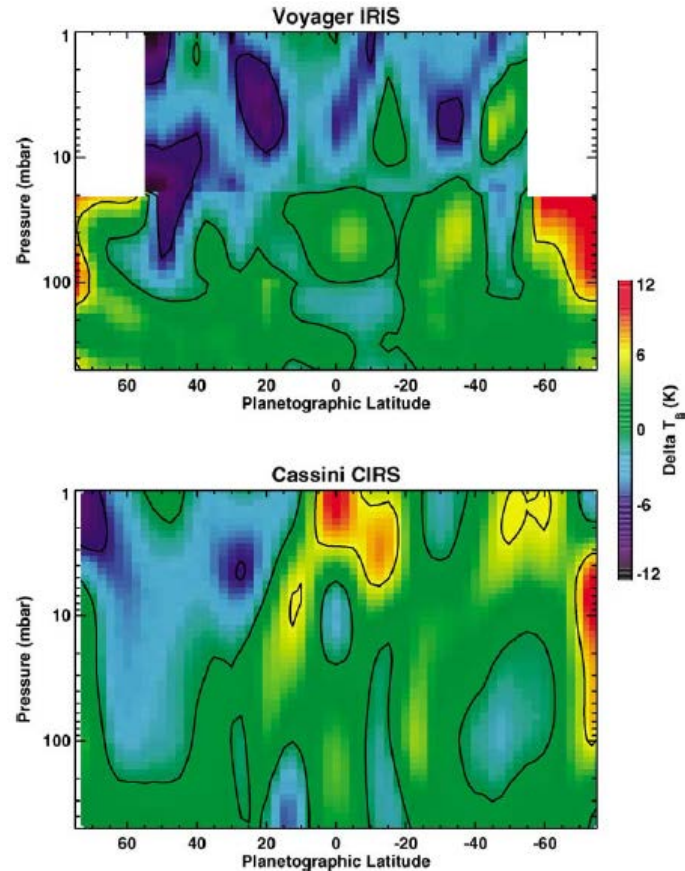 Voyager IRIS
1
10
100
Pressure (mbar)
60 40 20 0 -20 -40 -60
Planetographic Latitude
12
6
0
-6
-12
Delta T_B (K)
Cassini CIRS
1
10
100
Pressure (mbar)
60 40 20 0 -20 -40 -60
Planetographic Latitude